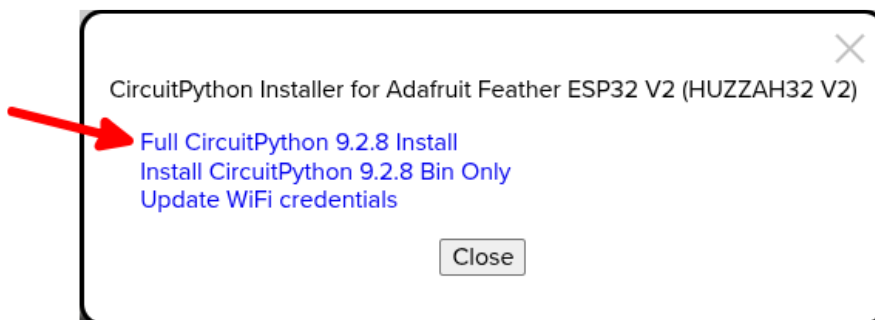 CircuitPython Installer for Adafruit Feather ESP32 V2 (HUZZAH32 V2)
Full CircuitPython 9.2.8 Install
Install CircuitPython 9.2.8 Bin Only
Update WiFi credentials
Close